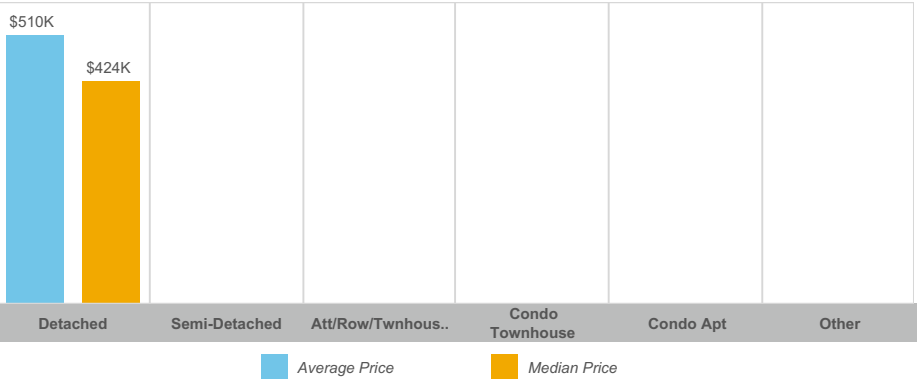 $510K
$424K
Detached
Semi-Detached
Att/Row/Twnhous..
Condo
Townhouse
Condo Apt
Other
Average Price
Median Price